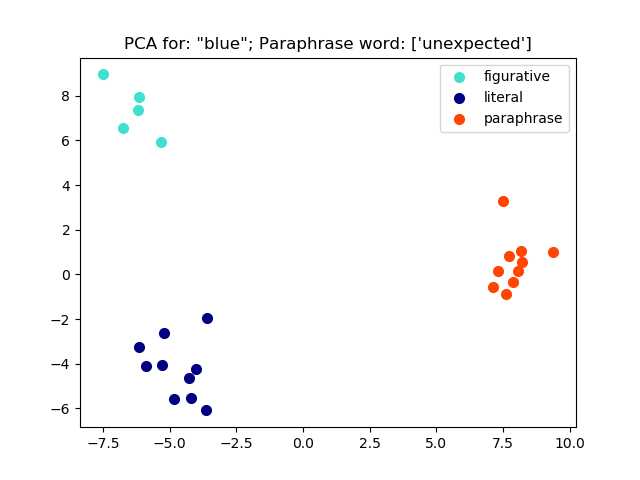 PCA for: "blue"; Paraphrase word: ['unexpected']
figurative
literal
paraphrase
8
6
4
2
0
−2
−4
−6
−7.5 −5.0 −2.5 0.0 2.5 5.0 7.5 10.0